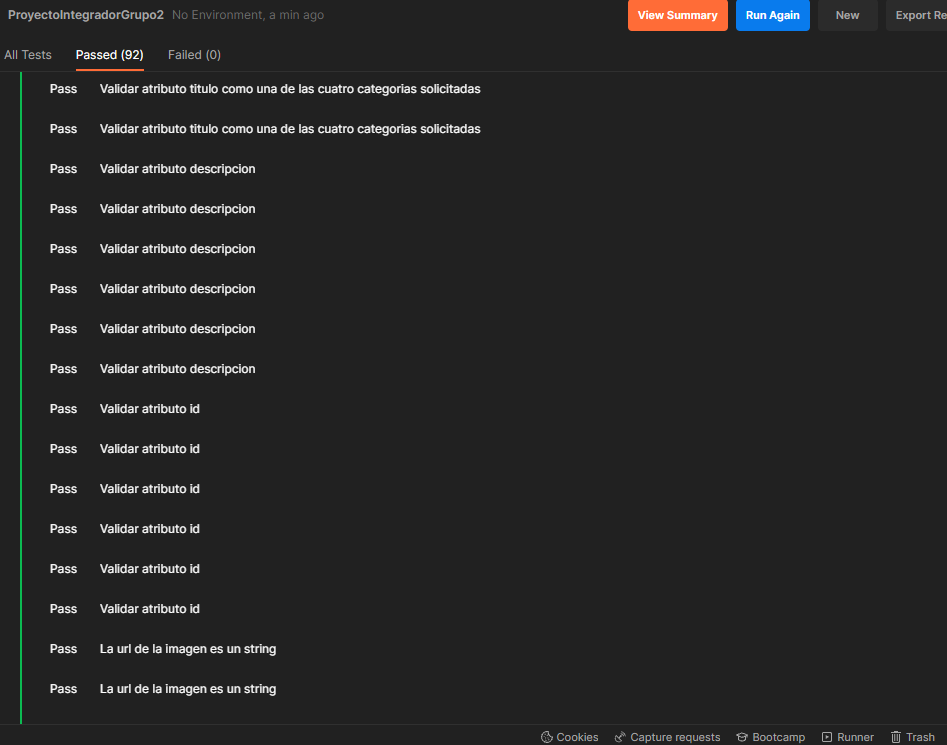 ProyectoIntegradorGrupo2 No Environment, a min ago View Summary Run Again New Export Re
All Tests Passed (92) Failed (0)
Pass Validar atributo titulo como una de las cuatro categorias solicitadas
Pass Validar atributo titulo como una de las cuatro categorias solicitadas
Pass Validar atributo descripcion
Pass Validar atributo descripcion
Pass Validar atributo descripcion
Pass Validar atributo descripcion
Pass Validar atributo descripcion
Pass Validar atributo descripcion
Pass Validar atributo id
Pass Validar atributo id
Pass Validar atributo id
Pass Validar atributo id
Pass Validar atributo id
Pass Validar atributo id
Pass La url de la imagen es un string
Pass La url de la imagen es un string
Cookies Capture requests Bootcamp Runner Trash